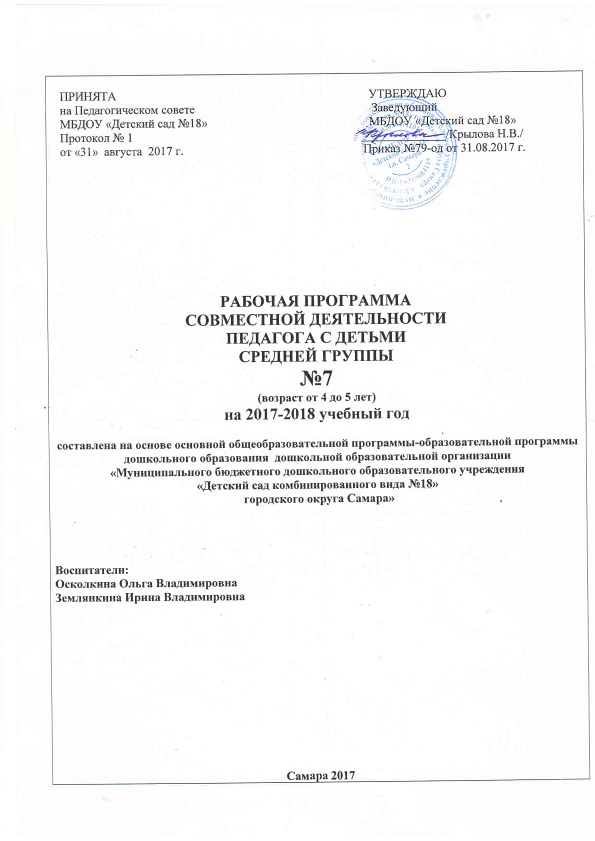 ПРИНЯТА
на Педагогическом совете
МБДОУ «Детский сад №18»
Протокол № 1
от «31» августа 2017 г.
УТВЕРЖДАЮ
Заведующий
МБДОУ «Детский сад №18»
/Крылова Н.В./
Приказ №79-од от 31.08.2017 г.
РАБОЧАЯ ПРОГРАММА
СОВМЕСТНОЙ ДЕЯТЕЛЬНОСТИ
ПЕДАГОГА С ДЕТЬМИ
СРЕДНЕЙ ГРУППЫ
№7
(возраст от 4 до 5 лет)
на 2017-2018 учебный год
составлена на основе основной общеобразовательной программы-образовательной программы
дошкольного образования дошкольной образовательной организации
«Муниципального бюджетного дошкольного образовательного учреждения
«Детский сад комбинированного вида №18»
городского округа Самара»
Воспитатели:
Осколкина Ольга Владимировна
Землянкина Ирина Владимировна
Самара 2017